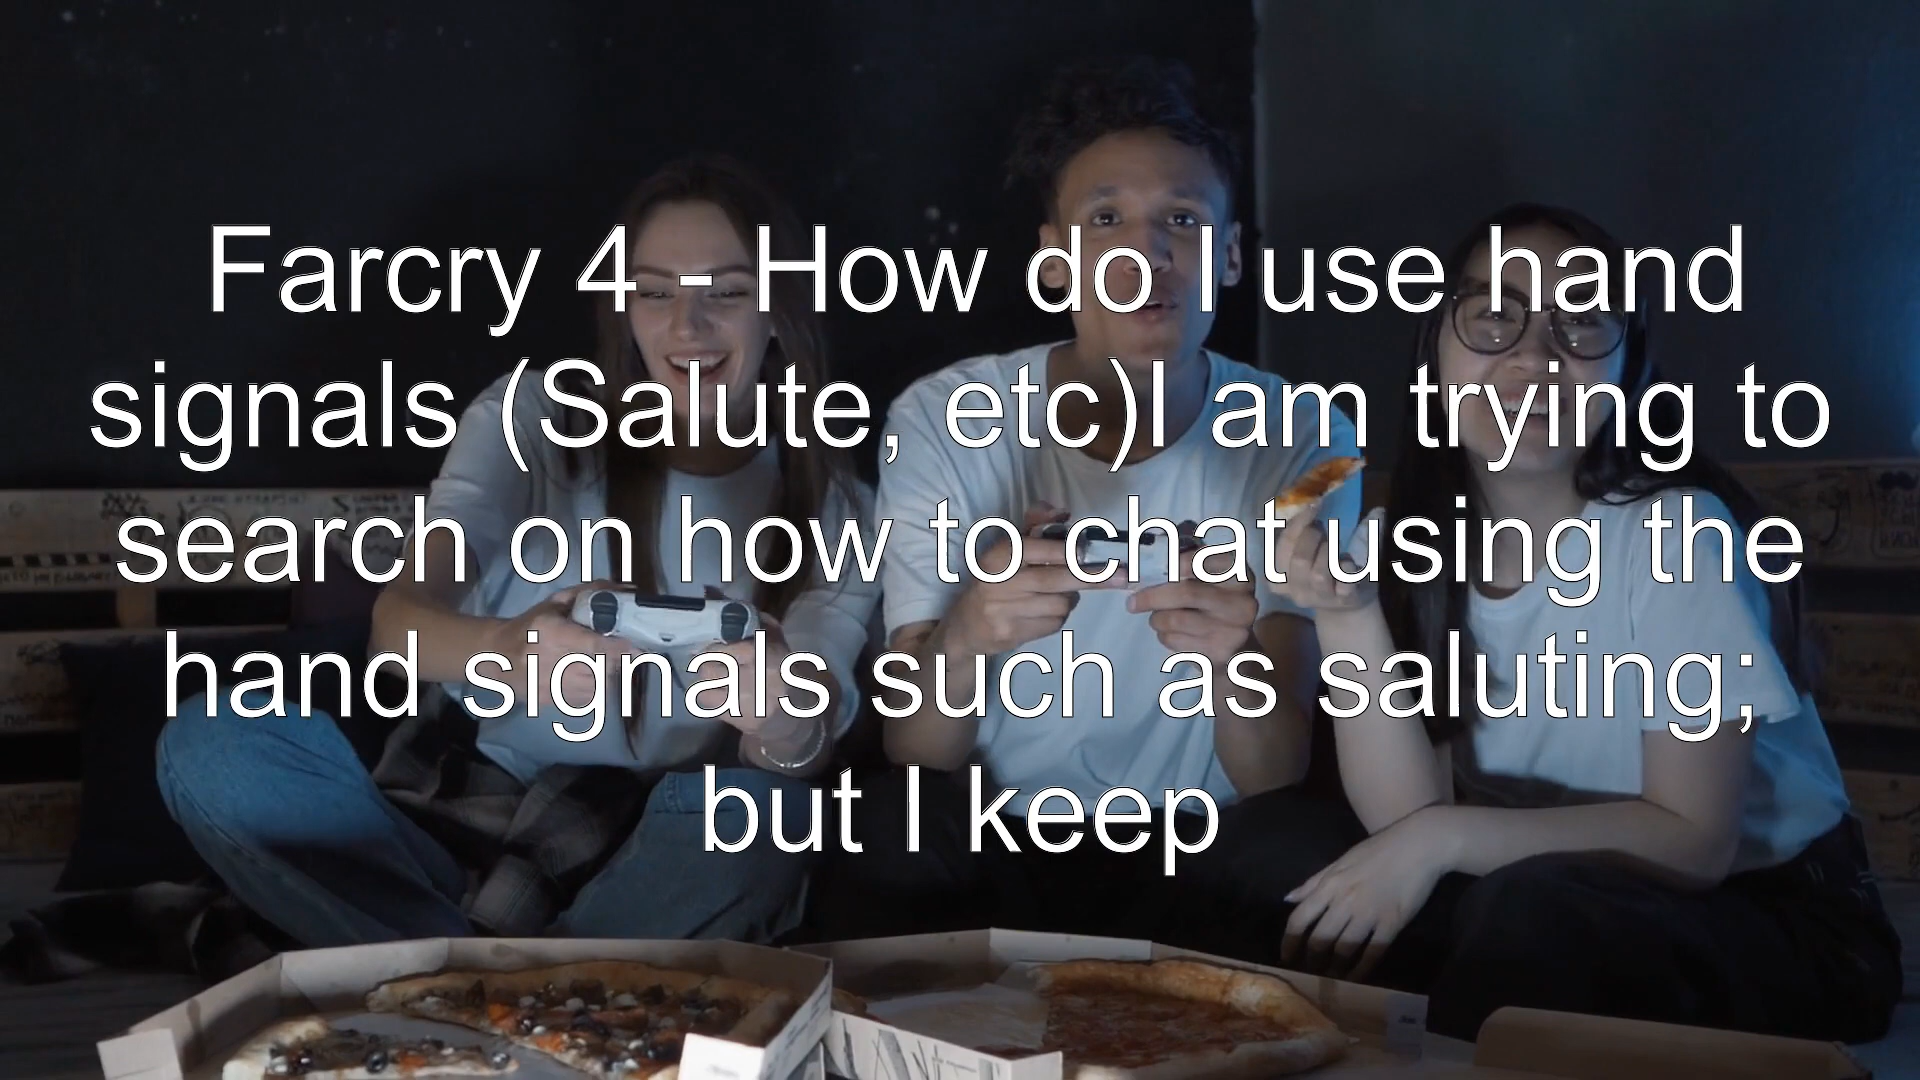 Farcry 4 - How do I use hand
signals (Salute, etc)I am trying to
search on how to chat using the
hand signals such as saluting;
but I keep